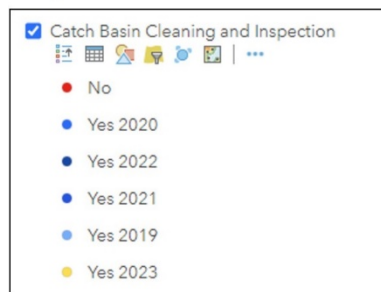 Catch Basin Cleaning and Inspection
No
Yes 2020
Yes 2022
Yes 2021
Yes 2019
Yes 2023